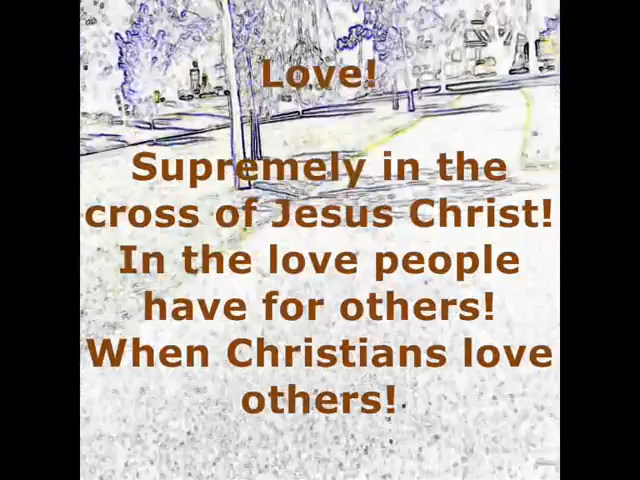 Love!
Supremely in the
cross of Jesus Christ!
In the love people
have for others!
When Christians love
others!